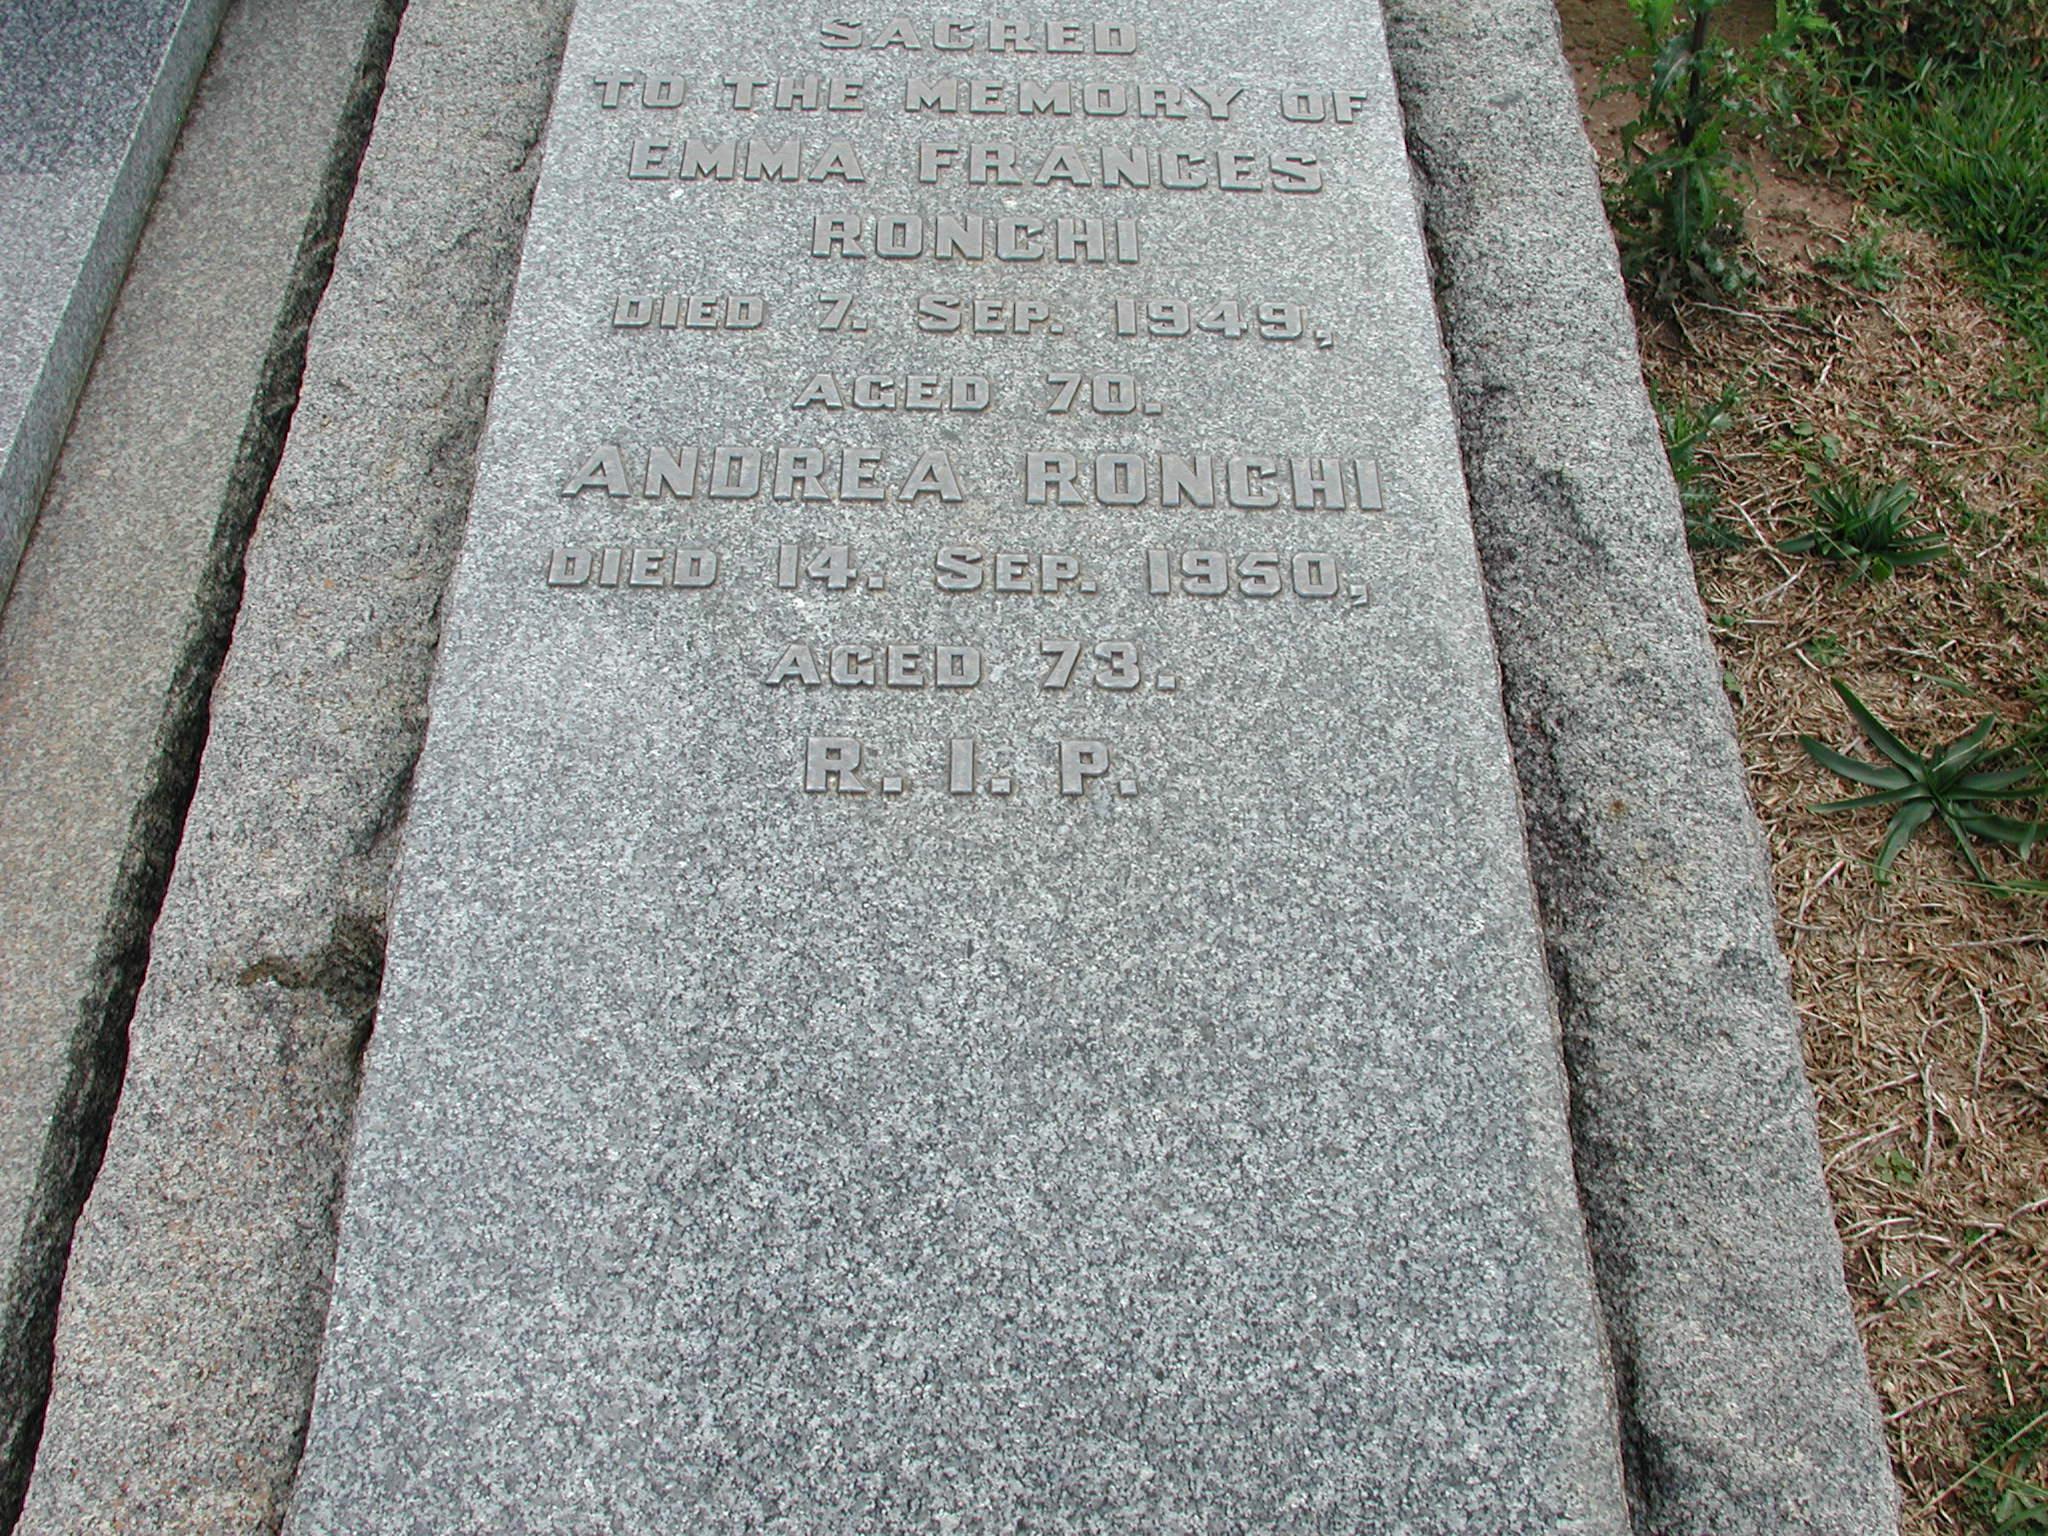 SACRED
TO THE MEMORY OF
EMMA FRANCES
RONCHI
DIED 7. SEP. 1949,
AGED 70.
ANDREA RONCHI
DIED 14. SEP. 1950,
AGED 73.
R. I. P.